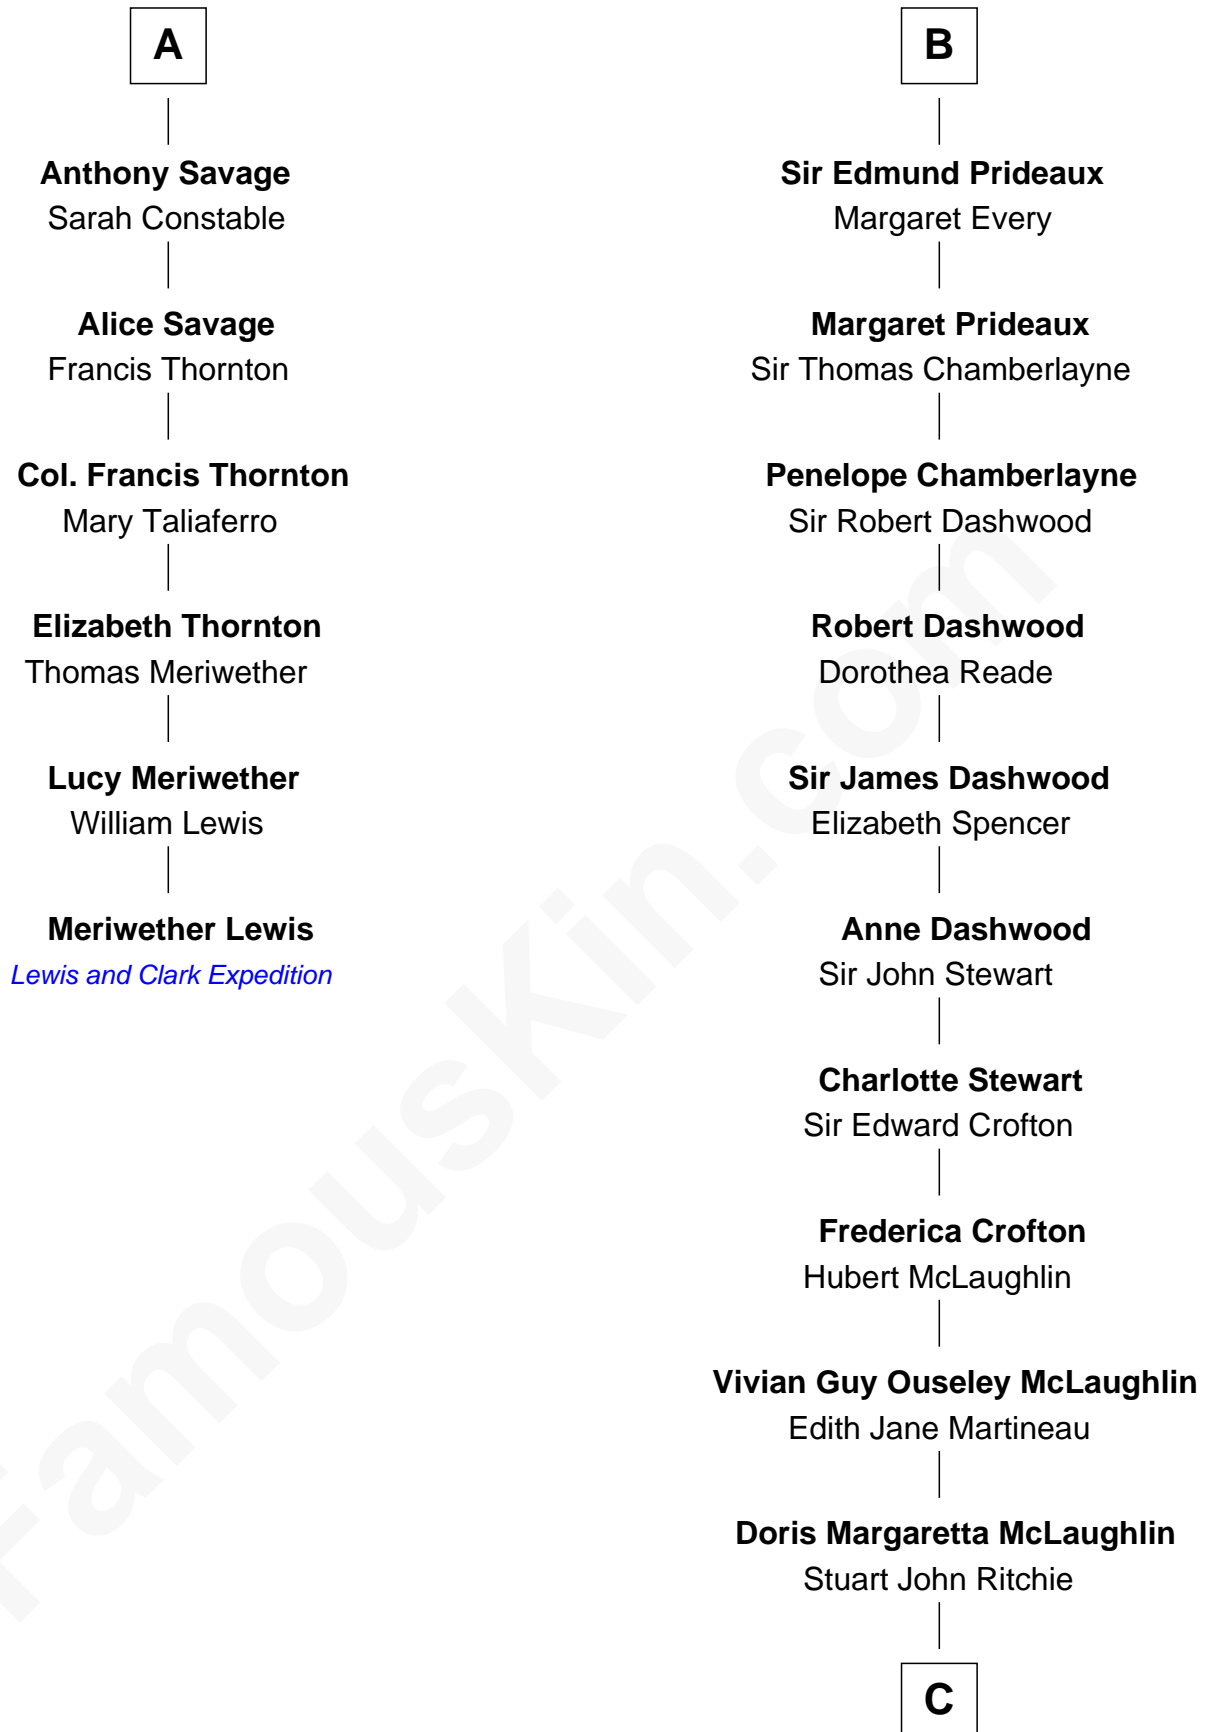 A
Anthony Savage
Sarah Constable
Alice Savage
Francis Thornton
Col. Francis Thornton
Mary Taliaferro
Elizabeth Thornton
Thomas Meriwether
Lucy Meriwether
William Lewis
Meriwether Lewis
Lewis and Clark Expedition
B
Sir Edmund Prideaux
Margaret Every
Margaret Prideaux
Sir Thomas Chamberlayne
Penelope Chamberlayne
Sir Robert Dashwood
Robert Dashwood
Dorothea Reade
Sir James Dashwood
Elizabeth Spencer
Anne Dashwood
Sir John Stewart
Charlotte Stewart
Sir Edward Crofton
Frederica Crofton
Hubert McLaughlin
Vivian Guy Ouseley McLaughlin
Edith Jane Martineau
Doris Margaretta McLaughlin
Stuart John Ritchie
C
FamousKin.com